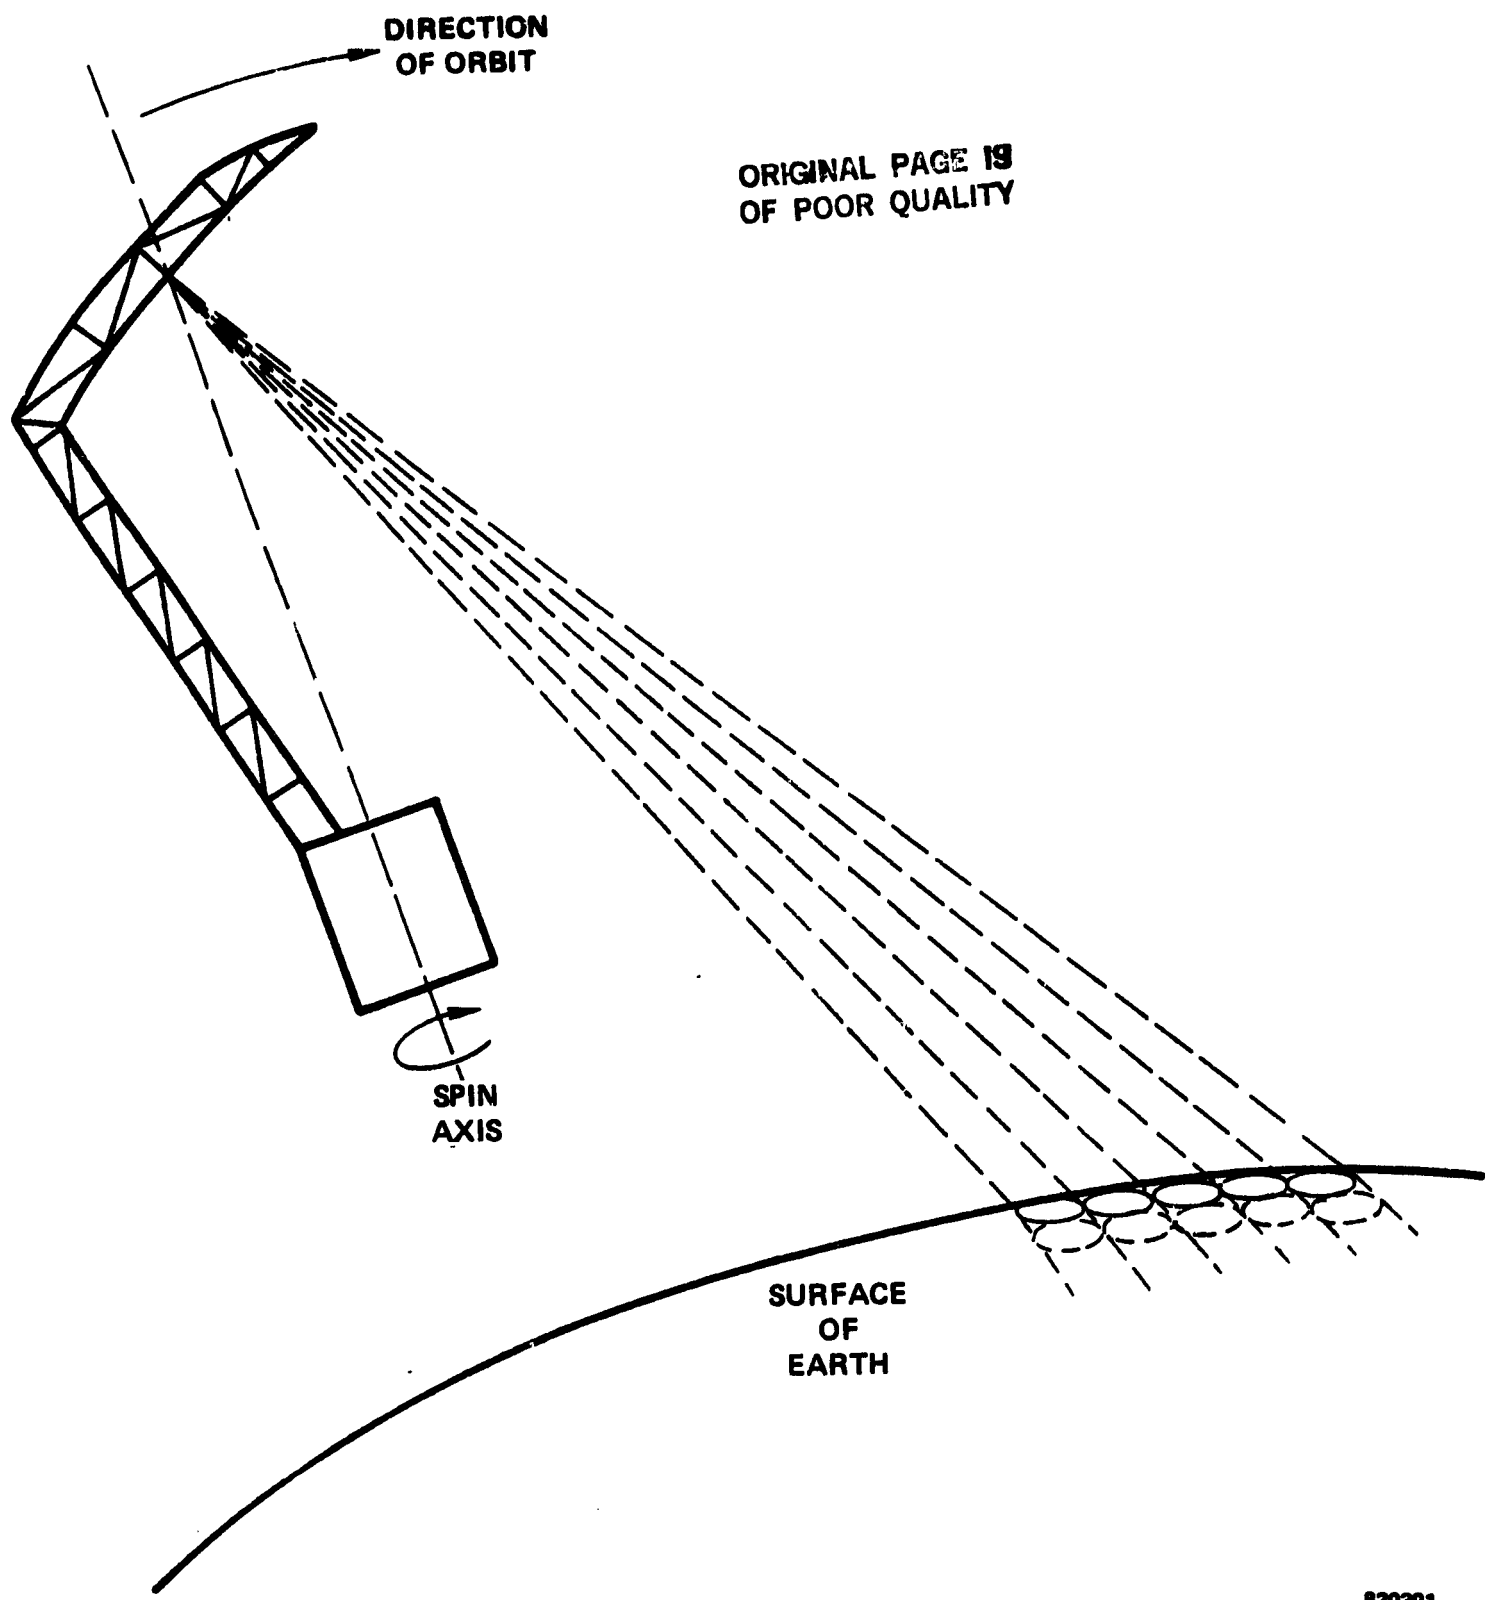 DIRECTION
OF ORBIT
ORIGINAL PAGE IS
OF POOR QUALITY
SPIN
AXIS
SURFACE
OF
EARTH